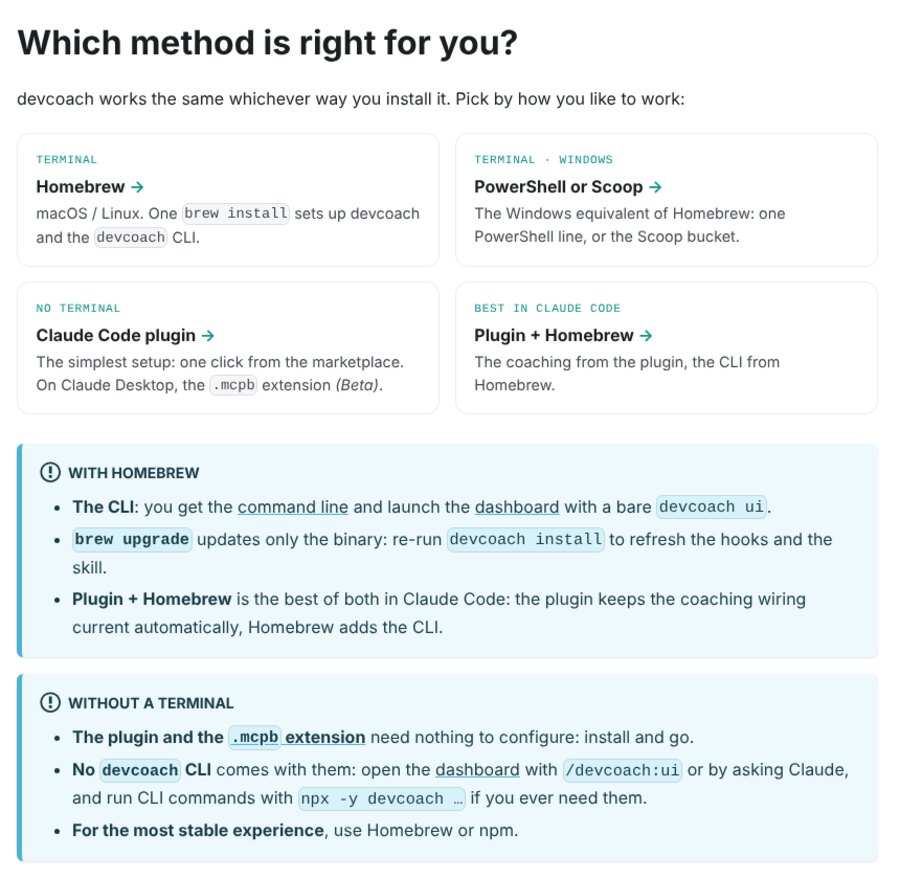 Which method is right for you?
devcoach works the same whichever way you install it. Pick by how you like to work:
TERMINAL
Homebrew →
macOS / Linux. One brew install sets up devcoach
and the devcoach CLI.
TERMINAL · WINDOWS
PowerShell or Scoop →
The Windows equivalent of Homebrew: one
PowerShell line, or the Scoop bucket.
NO TERMINAL
Claude Code plugin →
The simplest setup: one click from the marketplace.
On Claude Desktop, the .mcpb extension (Beta).
BEST IN CLAUDE CODE
Plugin + Homebrew →
The coaching from the plugin, the CLI from
Homebrew.
WITH HOMEBREW
• The CLI: you get the command line and launch the dashboard with a bare devcoach ui.
• brew upgrade updates only the binary: re-run devcoach install to refresh the hooks and the
skill.
• Plugin + Homebrew is the best of both in Claude Code: the plugin keeps the coaching wiring
current automatically, Homebrew adds the CLI.
WITHOUT A TERMINAL
• The plugin and the .mcpb extension need nothing to configure: install and go.
• No devcoach CLI comes with them: open the dashboard with /devcoach:ui or by asking Claude,
and run CLI commands with npx -y devcoach … if you ever need them.
• For the most stable experience, use Homebrew or npm.